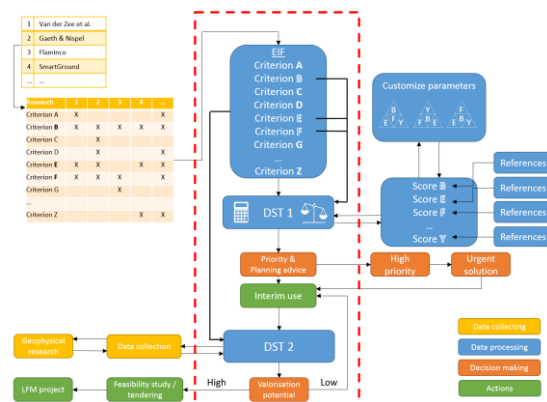 1 Van der Zee et al.
2 Gaeth & Nispel
3 Flaminco
4 SmartGround
... ...
Research 1 2 3 4 ...
Criterion A X X
Criterion B X X X X X
Criterion C X
Criterion D X X
Criterion E X X X X
Criterion F X X X X
Criterion G X
...
Criterion Z X X
EIF
Criterion A
Criterion B
Criterion C
Criterion D
Criterion E
Criterion F
Criterion G
...
Criterion Z
Customize parameters
B
F
E Y
Y
B
F E
F
B
E Y
DST 1
Score B
Score E
Score F
...
Score Y
References
References
References
References
Priority &
Planning advice
High
priority
Urgent
solution
Interim use
Geophysical
research
Data collection
DST 2
LFM project
Feasibility study /
tendering
High
Valorisation
potential
Low
Data collecting
Data processing
Decision making
Actions